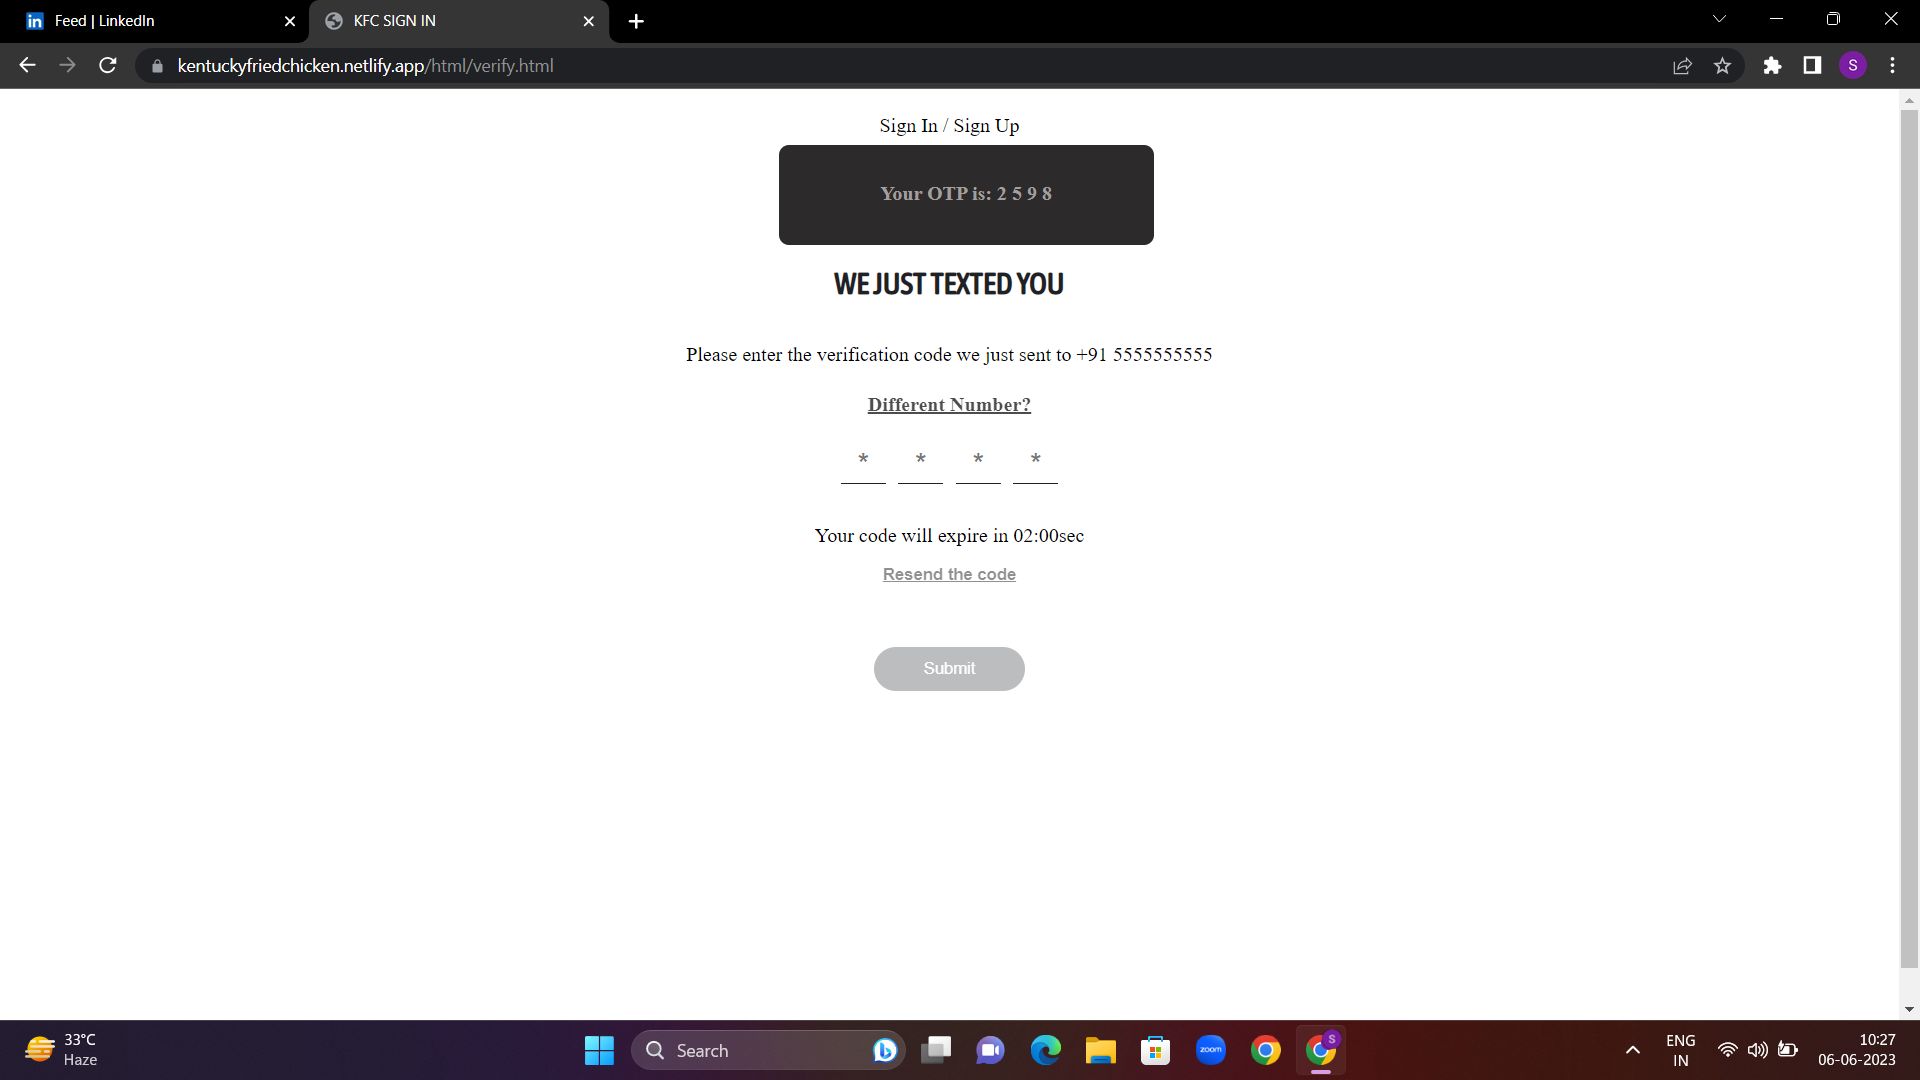 Feed | LinkedIn
KFC SIGN IN
kentuckyfriedchicken.netlify.app/html/verify.html
S
Sign In / Sign Up
Your OTP is: 2 5 9 8
WE JUST TEXTED YOU
Please enter the verification code we just sent to +91 5555555555
Different Number?
* * * *
Your code will expire in 02:00sec
Resend the code
Submit
33°C
Haze
Search
zoom
S
ENG
IN
10:27
06-06-2023